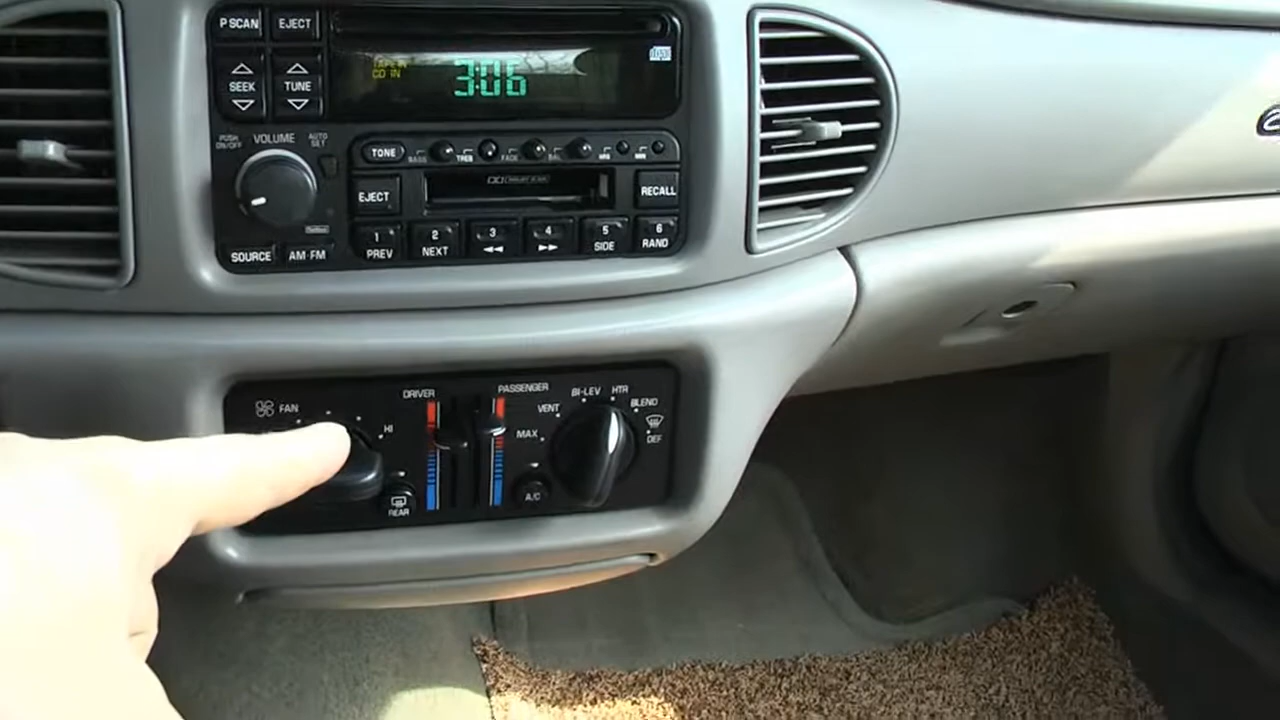 P SCAN EJECT
SEEK TUNE
CD IN
3:06
PUSH ON/OFF
VOLUME
AUTO SET
TONE BASS TREB FADE BAL
EJECT
RECALL
SOURCE AM FM
1 PREV
2 NEXT
3
4
5 SIDE
6 RAND
FAN
HI
REAR
DRIVER
PASSENGER
MAX
VENT
BI-LEV
HTR
BLEND
DEF
A/C